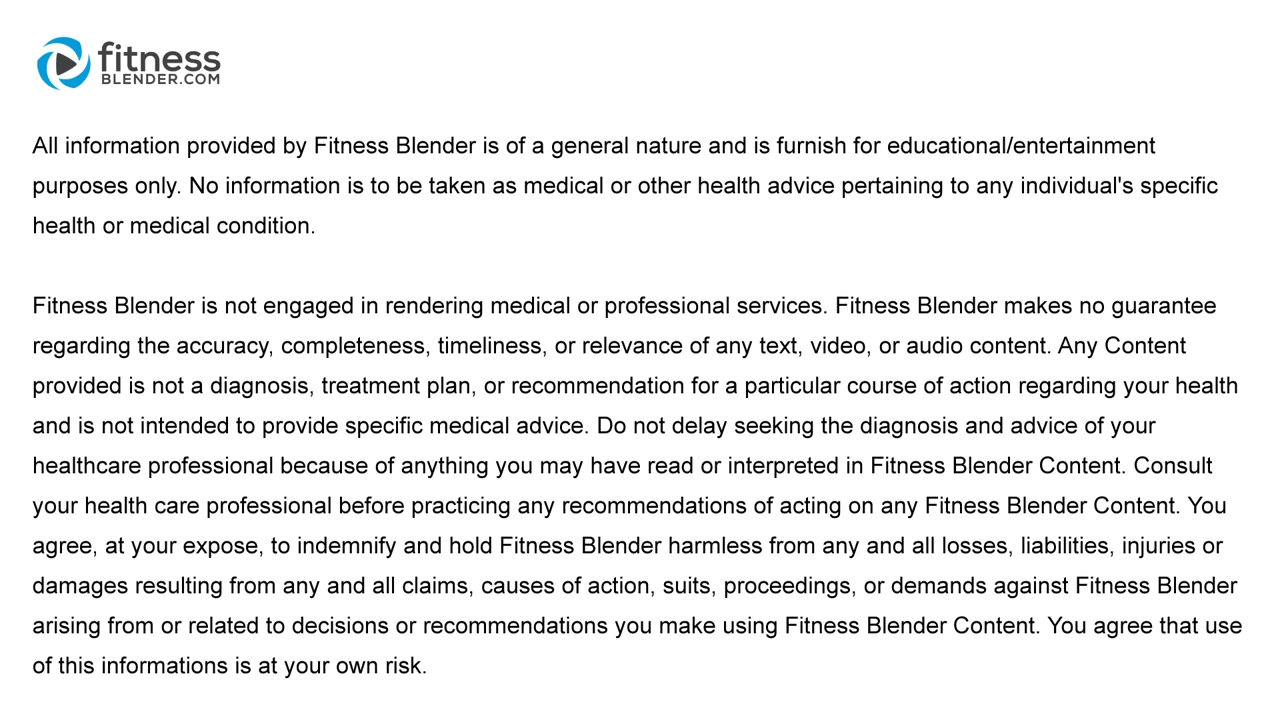 fitness
BLENDER.COM
All information provided by Fitness Blender is of a general nature and is furnish for educational/entertainment
purposes only. No information is to be taken as medical or other health advice pertaining to any individual's specific
health or medical condition.
Fitness Blender is not engaged in rendering medical or professional services. Fitness Blender makes no guarantee
regarding the accuracy, completeness, timeliness, or relevance of any text, video, or audio content. Any Content
provided is not a diagnosis, treatment plan, or recommendation for a particular course of action regarding your health
and is not intended to provide specific medical advice. Do not delay seeking the diagnosis and advice of your
healthcare professional because of anything you may have read or interpreted in Fitness Blender Content. Consult
your health care professional before practicing any recommendations of acting on any Fitness Blender Content. You
agree, at your expose, to indemnify and hold Fitness Blender harmless from any and all losses, liabilities, injuries or
damages resulting from any and all claims, causes of action, suits, proceedings, or demands against Fitness Blender
arising from or related to decisions or recommendations you make using Fitness Blender Content. You agree that use
of this informations is at your own risk.